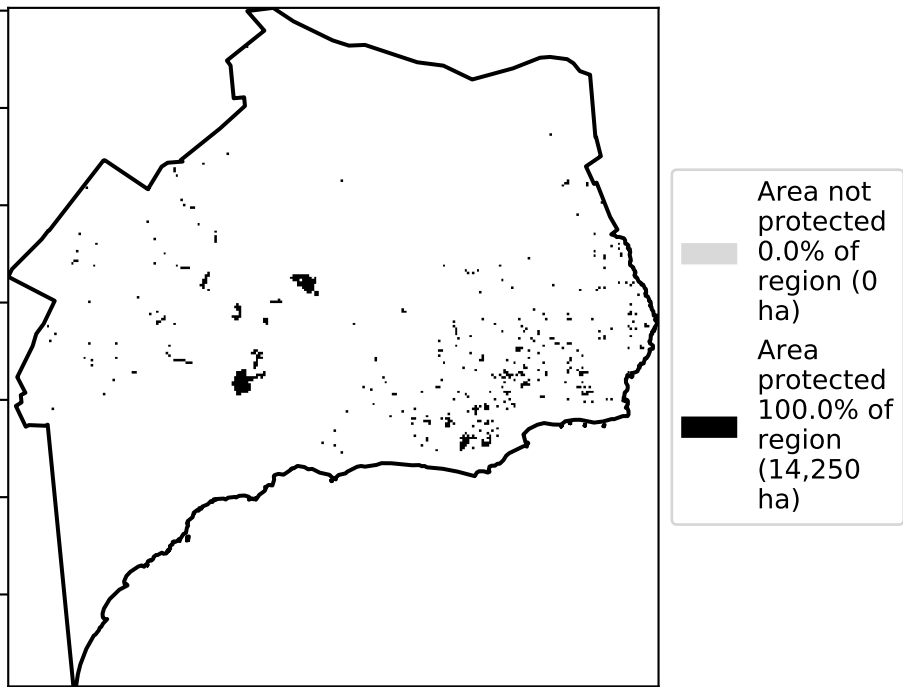 Area not
protected
0.0% of
region (0
ha)
Area
protected
100.0% of
region
(14,250
ha)